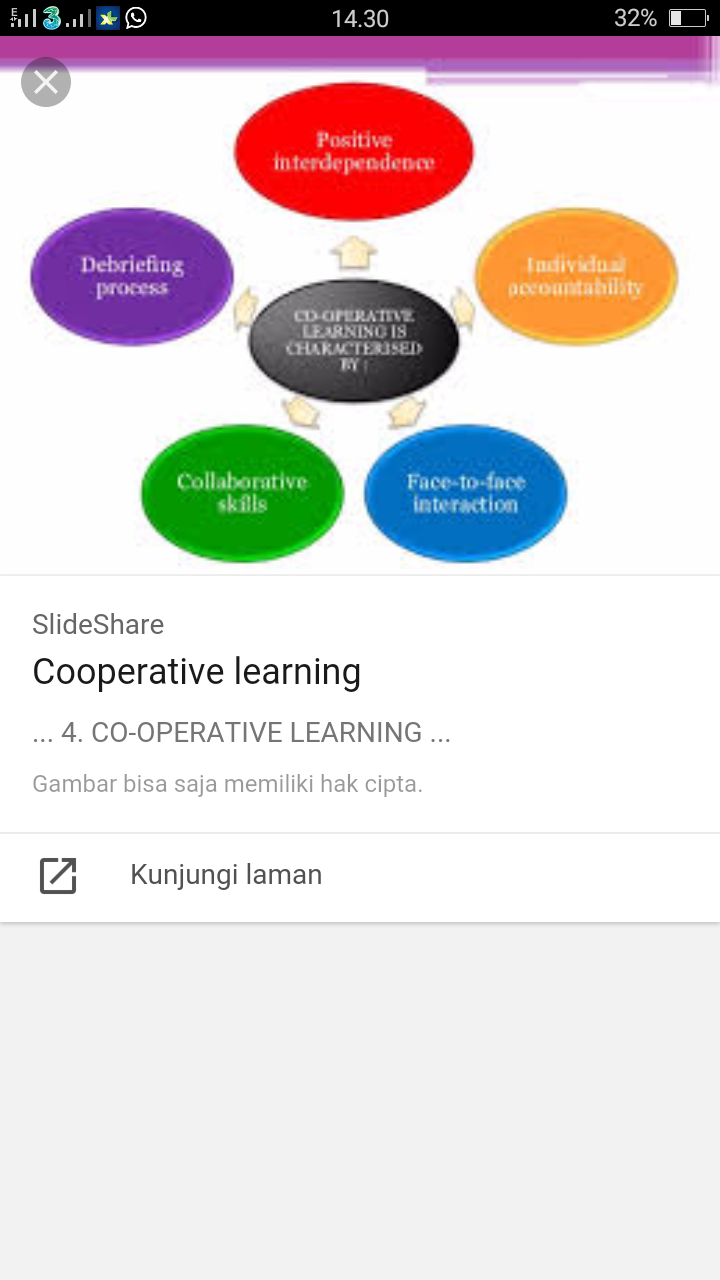 14.30
32%
Positive
interdependence
Debriefing
process
Individual
accountability
CO-OPERATIVE
LEARNING IS
CHARACTERISED
BY :
Collaborative
skills
Face-to-face
interaction
SlideShare
Cooperative learning
... 4. CO-OPERATIVE LEARNING ...
Gambar bisa saja memiliki hak cipta.
Kunjungi laman